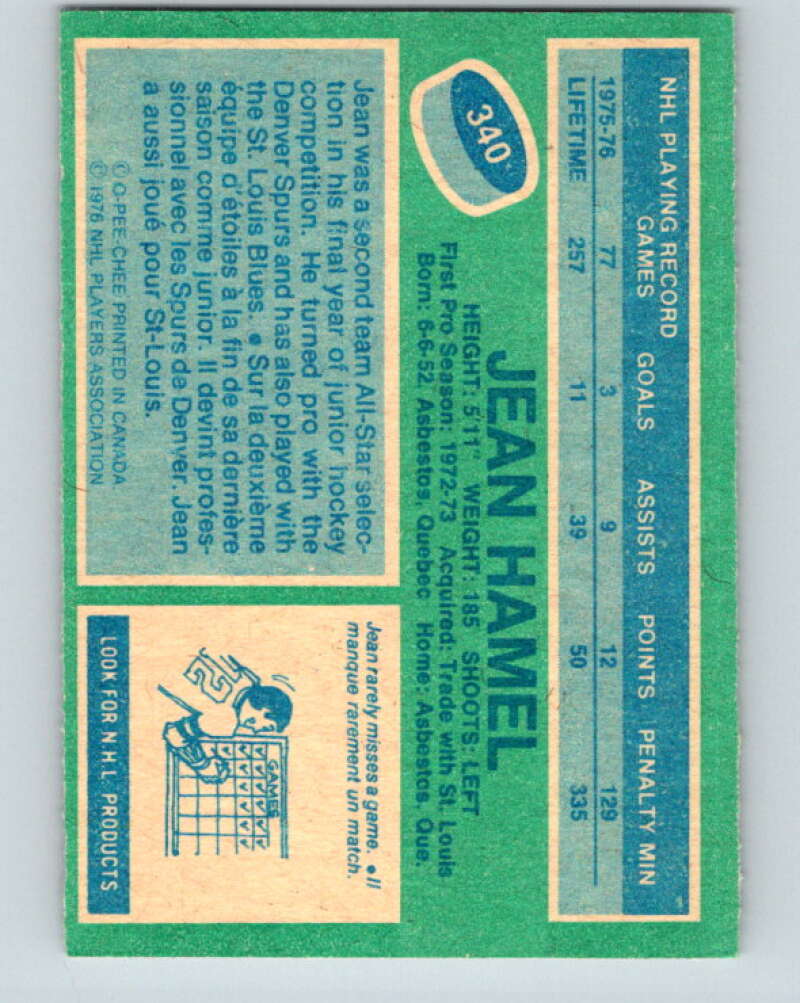 NHL PLAYING RECORD
GAMES GOALS ASSISTS POINTS PENALTY MIN
1975-76 77 3 9 12 129
LIFETIME 257 11 39 50 335
340
JEAN HAMEL
HEIGHT: 5'11" WEIGHT: 185 SHOOTS: LEFT
First Pro Season: 1972-73 Acquired: Trade with St. Louis
Born: 6-6-52, Asbestos, Quebec Home: Asbestos, Que.
Jean was a second team All-Star selec-
tion in his final year of junior hockey
competition. He turned pro with the
Denver Spurs and has also played with
the St. Louis Blues. • Sur la deuxième
équipe d'étoiles à la fin de sa dernière
saison comme junior. Il devint profes-
sionnel avec les Spurs de Denver. Jean
a aussi joué pour St-Louis.
© O-PEE-CHEE PRINTED IN CANADA
© 1976 NHL PLAYERS ASSOCIATION
Jean rarely misses a game. • Il
manque rarement un match.
GAMES
LOOK FOR N.H.L. PRODUCTS